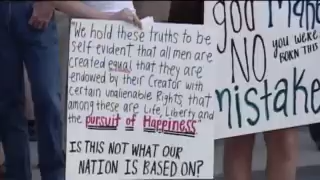 "We hold these truths to be
self evident that all men are
created equal that they are
endowed by their Creator with
certain unalienable Rights that
among these are Life, Liberty and
the pursuit of Happiness.
IS THIS NOT WHAT OUR
NATION IS BASED ON?
god Make
NO
YOU WERE
BORN THIS
mistake